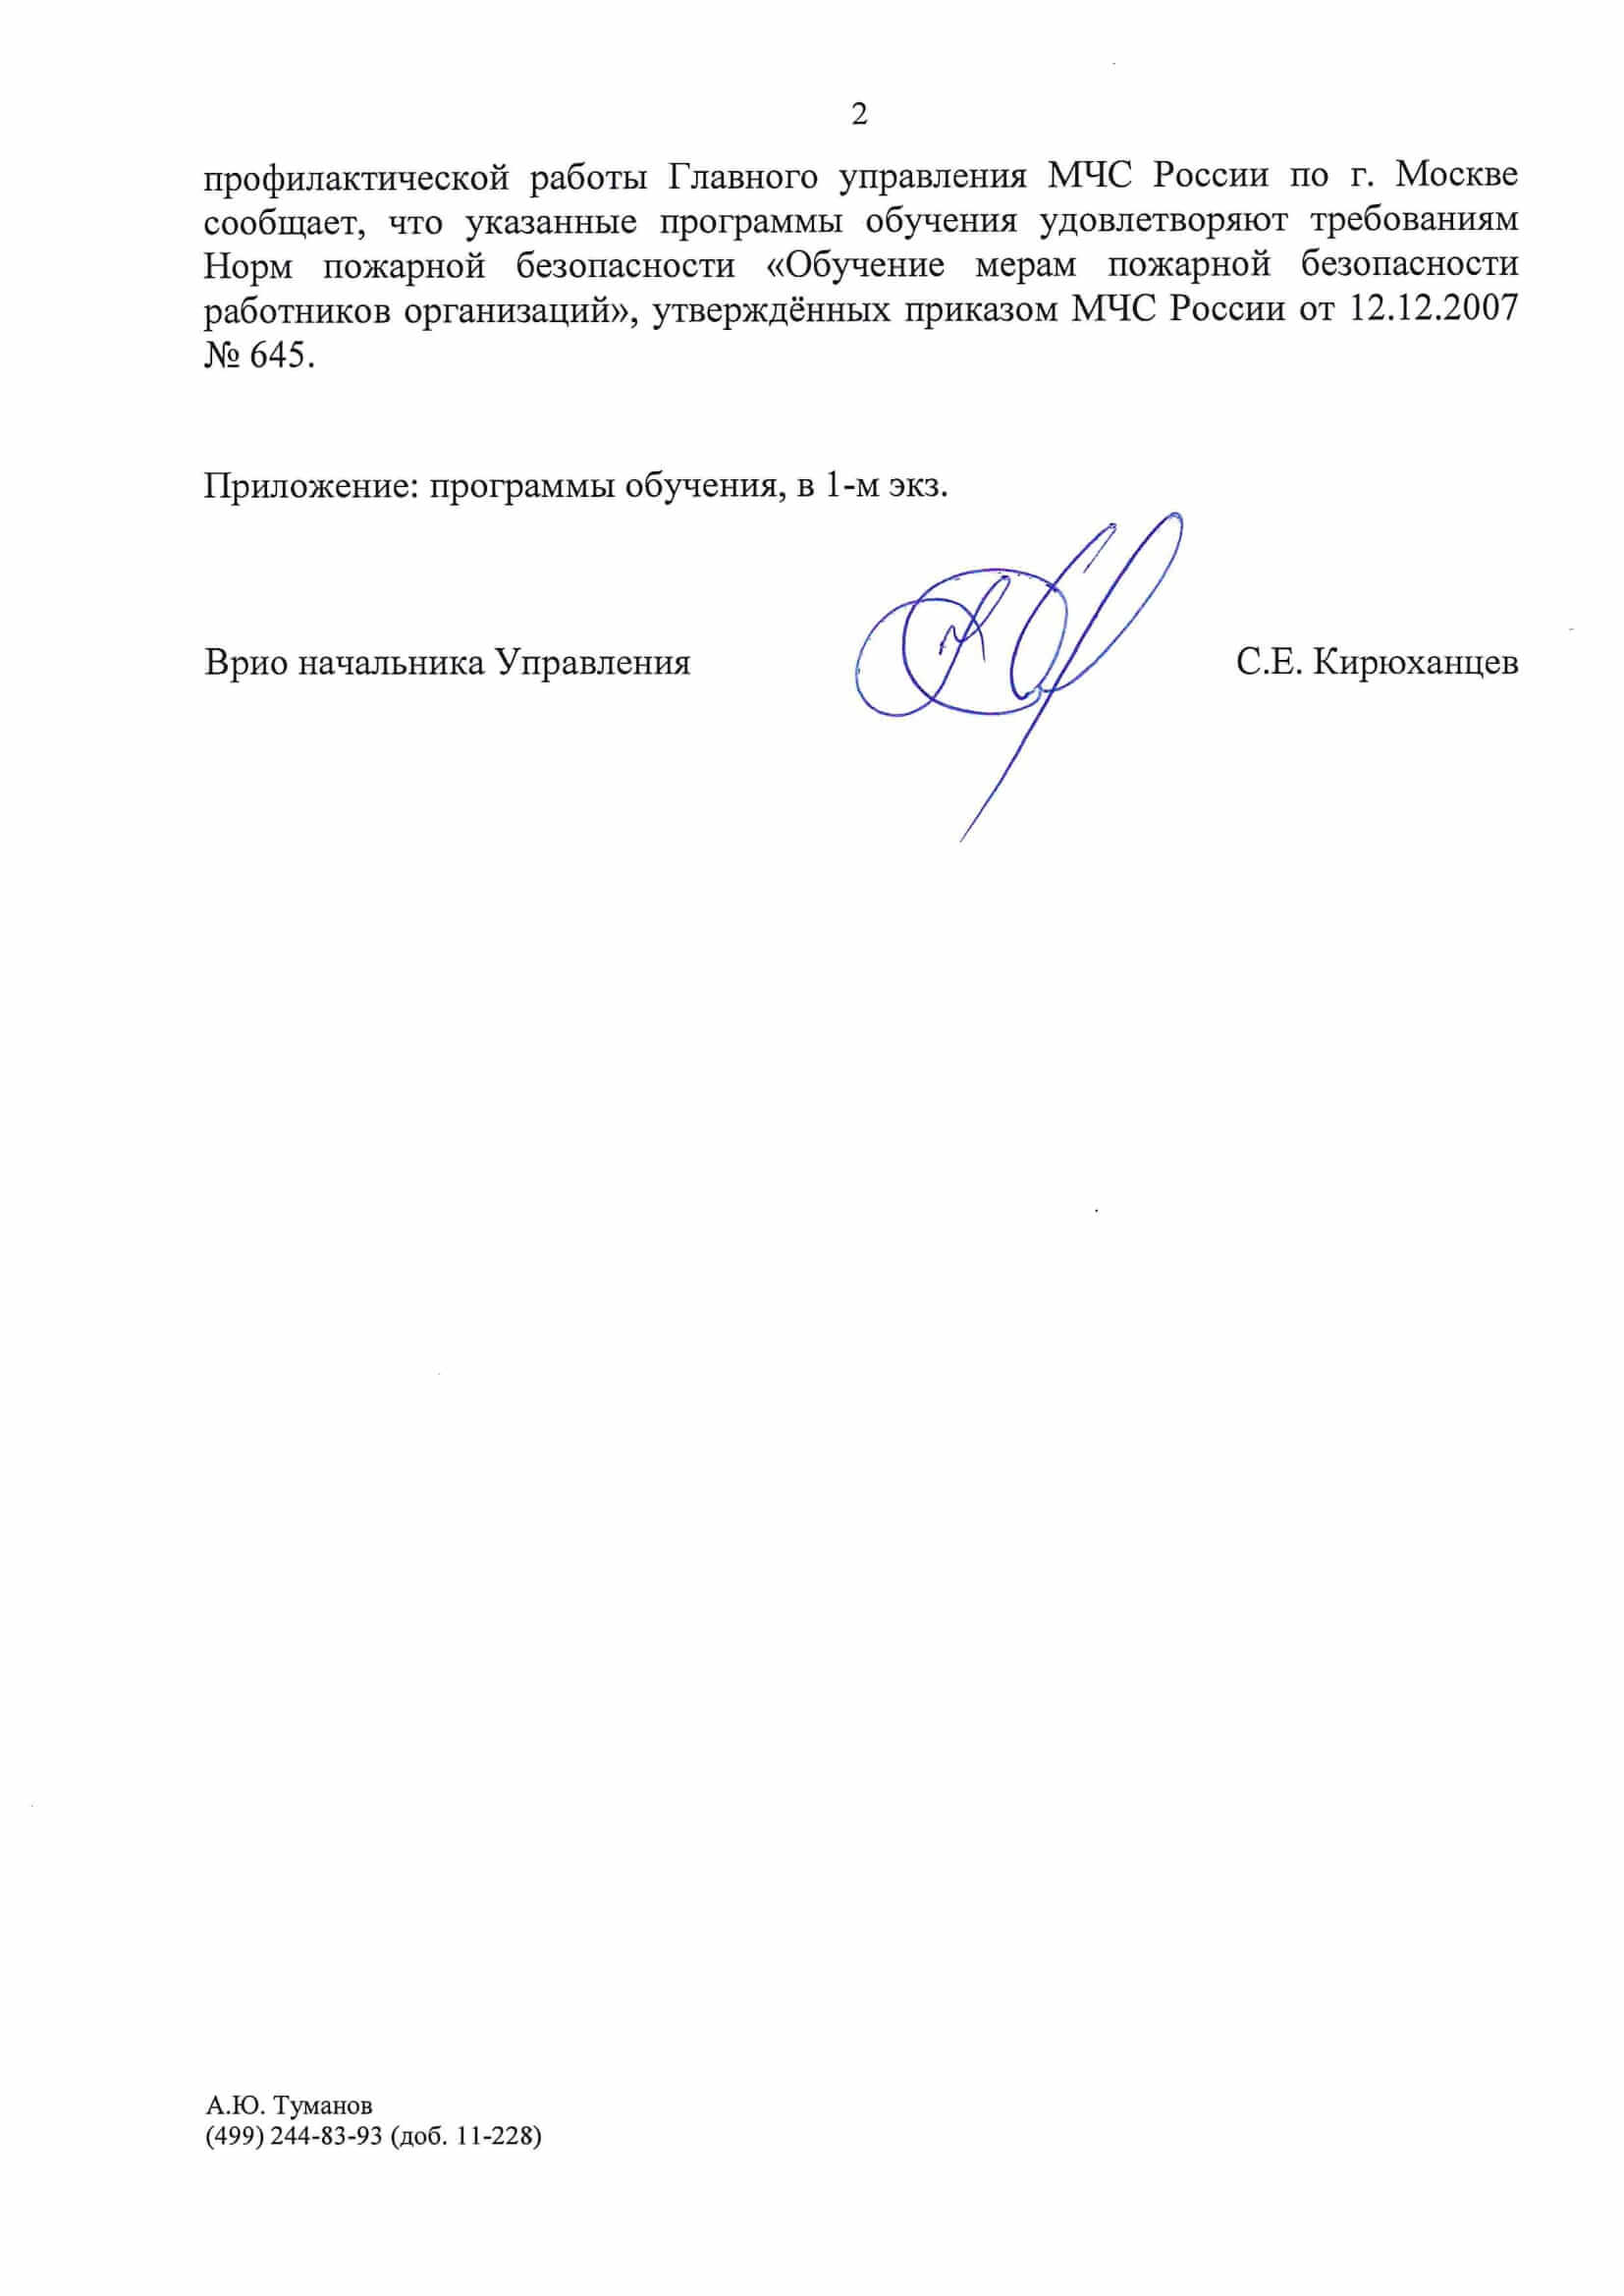 2
профилактической работы Главного управления МЧС России по г. Москве
сообщает, что указанные программы обучения удовлетворяют требованиям
Норм пожарной безопасности «Обучение мерам пожарной безопасности
работников организаций», утверждённых приказом МЧС России от 12.12.2007
№ 645.
Приложение: программы обучения, в 1-м экз.
Врио начальника Управления С.Е. Кирюханцев
А.Ю. Туманов
(499) 244-83-93 (доб. 11-228)